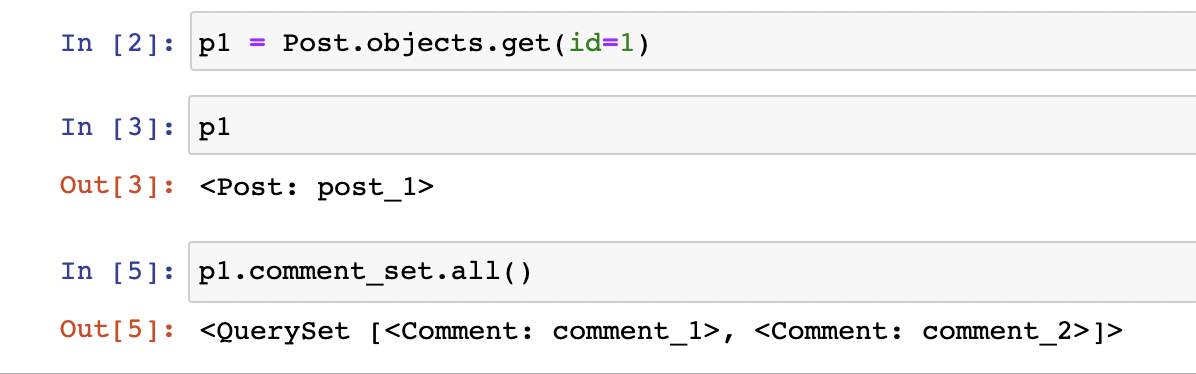 In [2]: p1 = Post.objects.get(id=1)
In [3]: p1
Out[3]: <Post: post_1>
In [5]: p1.comment_set.all()
Out[5]: <QuerySet [<Comment: comment_1>, <Comment: comment_2>]>